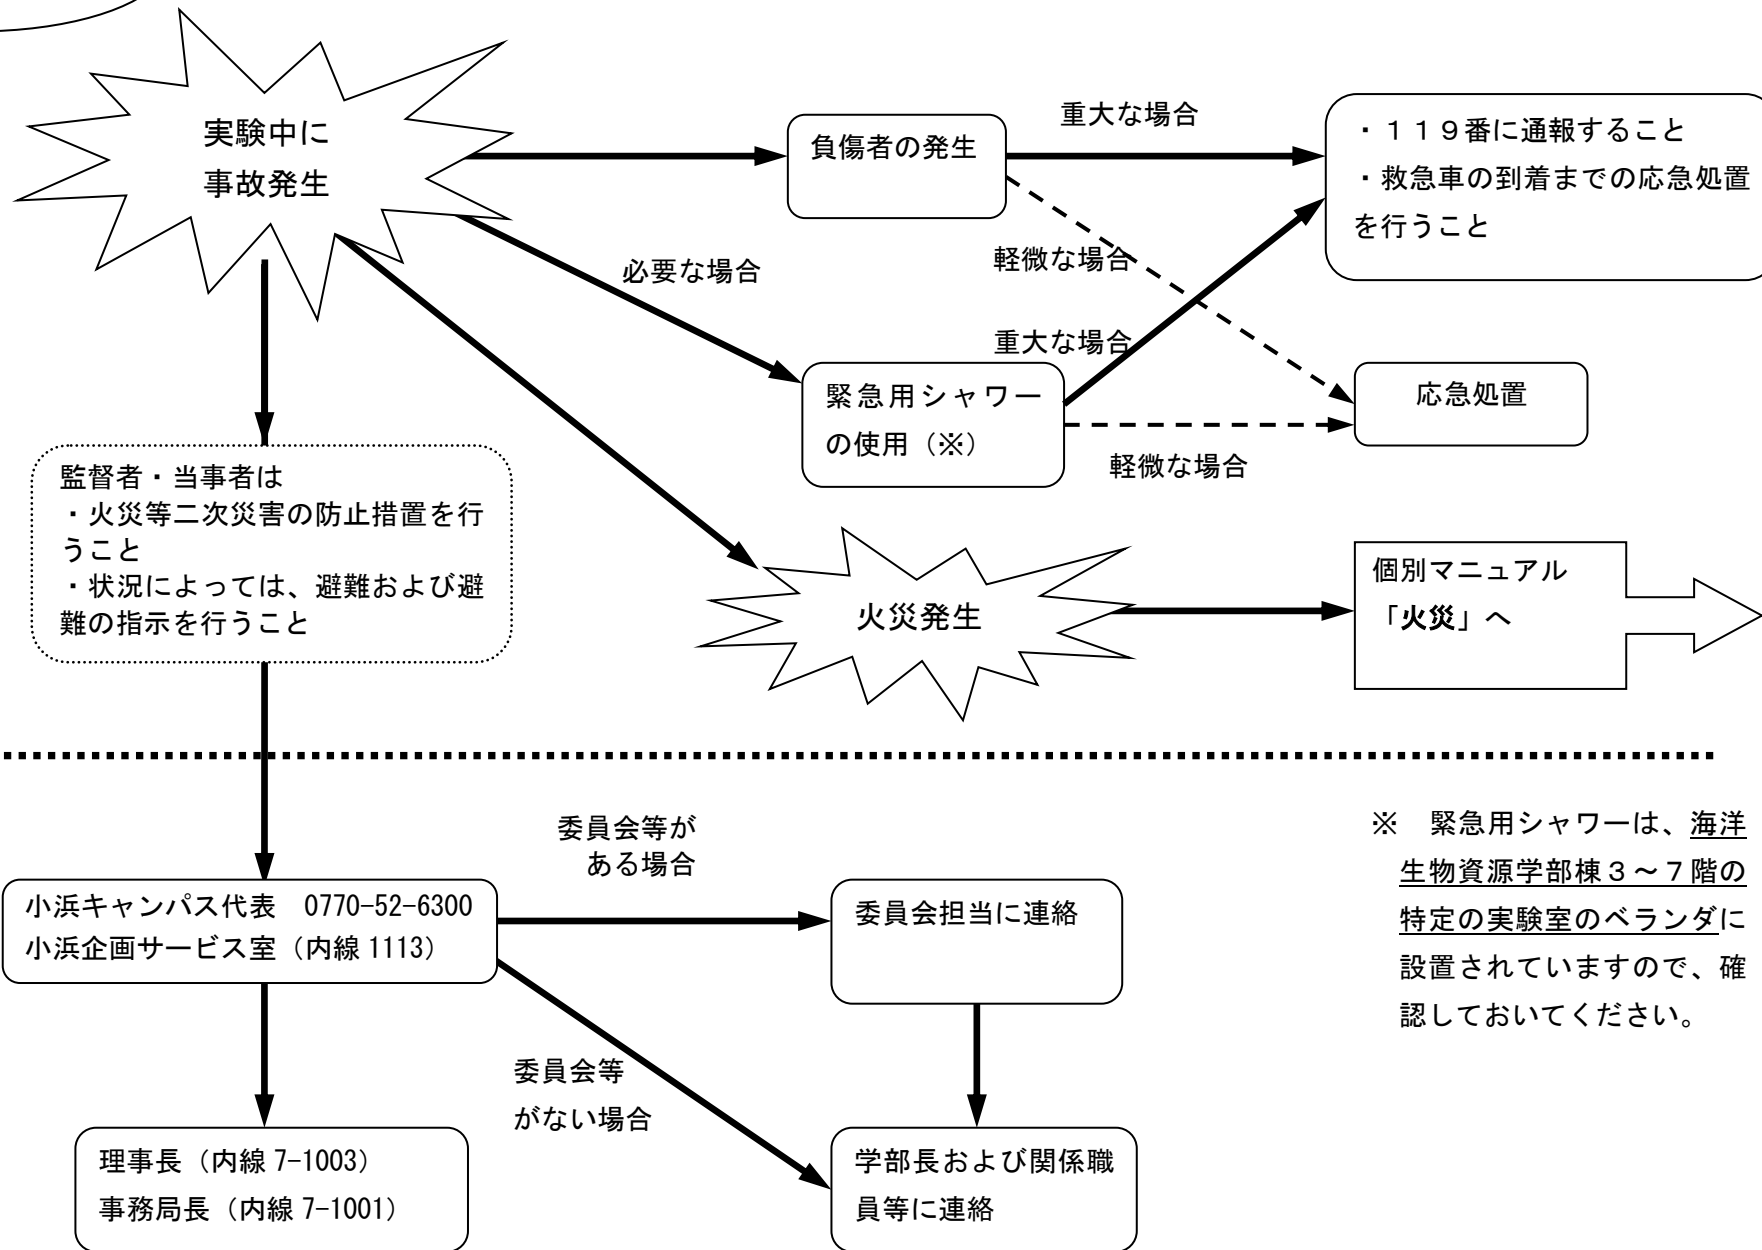 実験中に
事故発生
負傷者の発生
重大な場合
・１１９番に通報すること
・救急車の到着までの応急処置
を行うこと
軽微な場合
必要な場合
重大な場合
緊急用シャワー
の使用（※）
応急処置
軽微な場合
監督者・当事者は
・火災等二次災害の防止措置を行
うこと
・状況によっては、避難および避
難の指示を行うこと
火災発生
個別マニュアル
「火災」へ
委員会等が
ある場合
※　緊急用シャワーは、海洋
生物資源学部棟３～７階の
特定の実験室のベランダに
設置されていますので、確
認しておいてください。
小浜キャンパス代表　0770-52-6300
小浜企画サービス室（内線 1113）
委員会担当に連絡
委員会等
がない場合
理事長（内線 7-1003）
事務局長（内線 7-1001）
学部長および関係職
員等に連絡